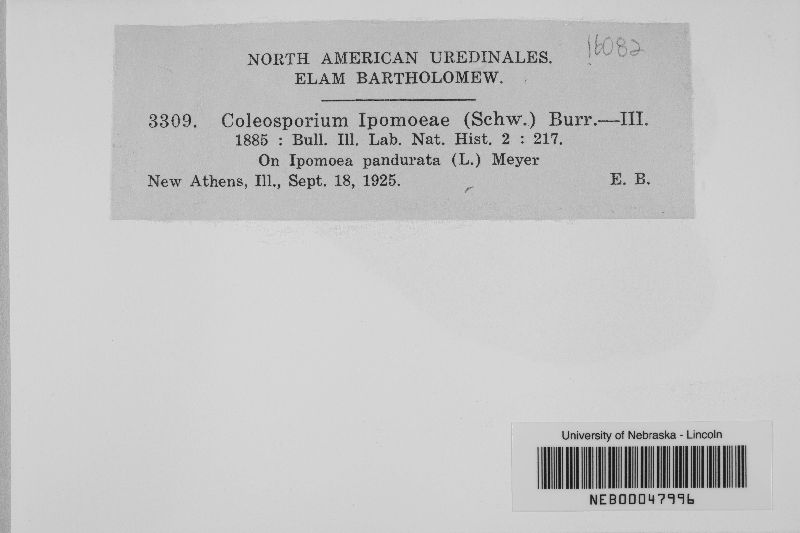 16082
NORTH AMERICAN UREDINALES.
ELAM BARTHOLOMEW.
3309. Coleosporium Ipomoeae (Schw.) Burr.—III.
1885 : Bull. Ill. Lab. Nat. Hist. 2 : 217.
On Ipomoea pandurata (L.) Meyer
New Athens, Ill., Sept. 18, 1925. E. B.
University of Nebraska - Lincoln
NEB00047996